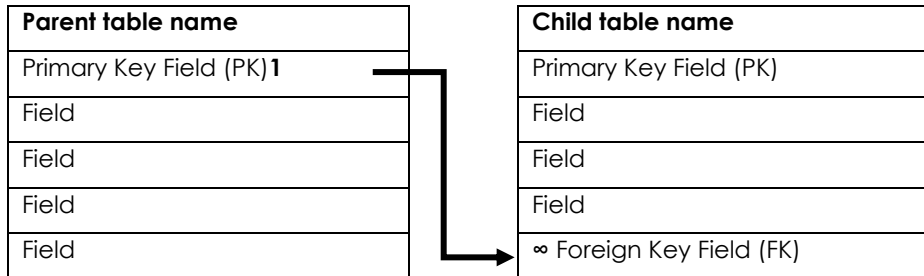 Parent table name
Primary Key Field (PK)1
Field
Field
Field
Field
Child table name
Primary Key Field (PK)
Field
Field
Field
∞ Foreign Key Field (FK)